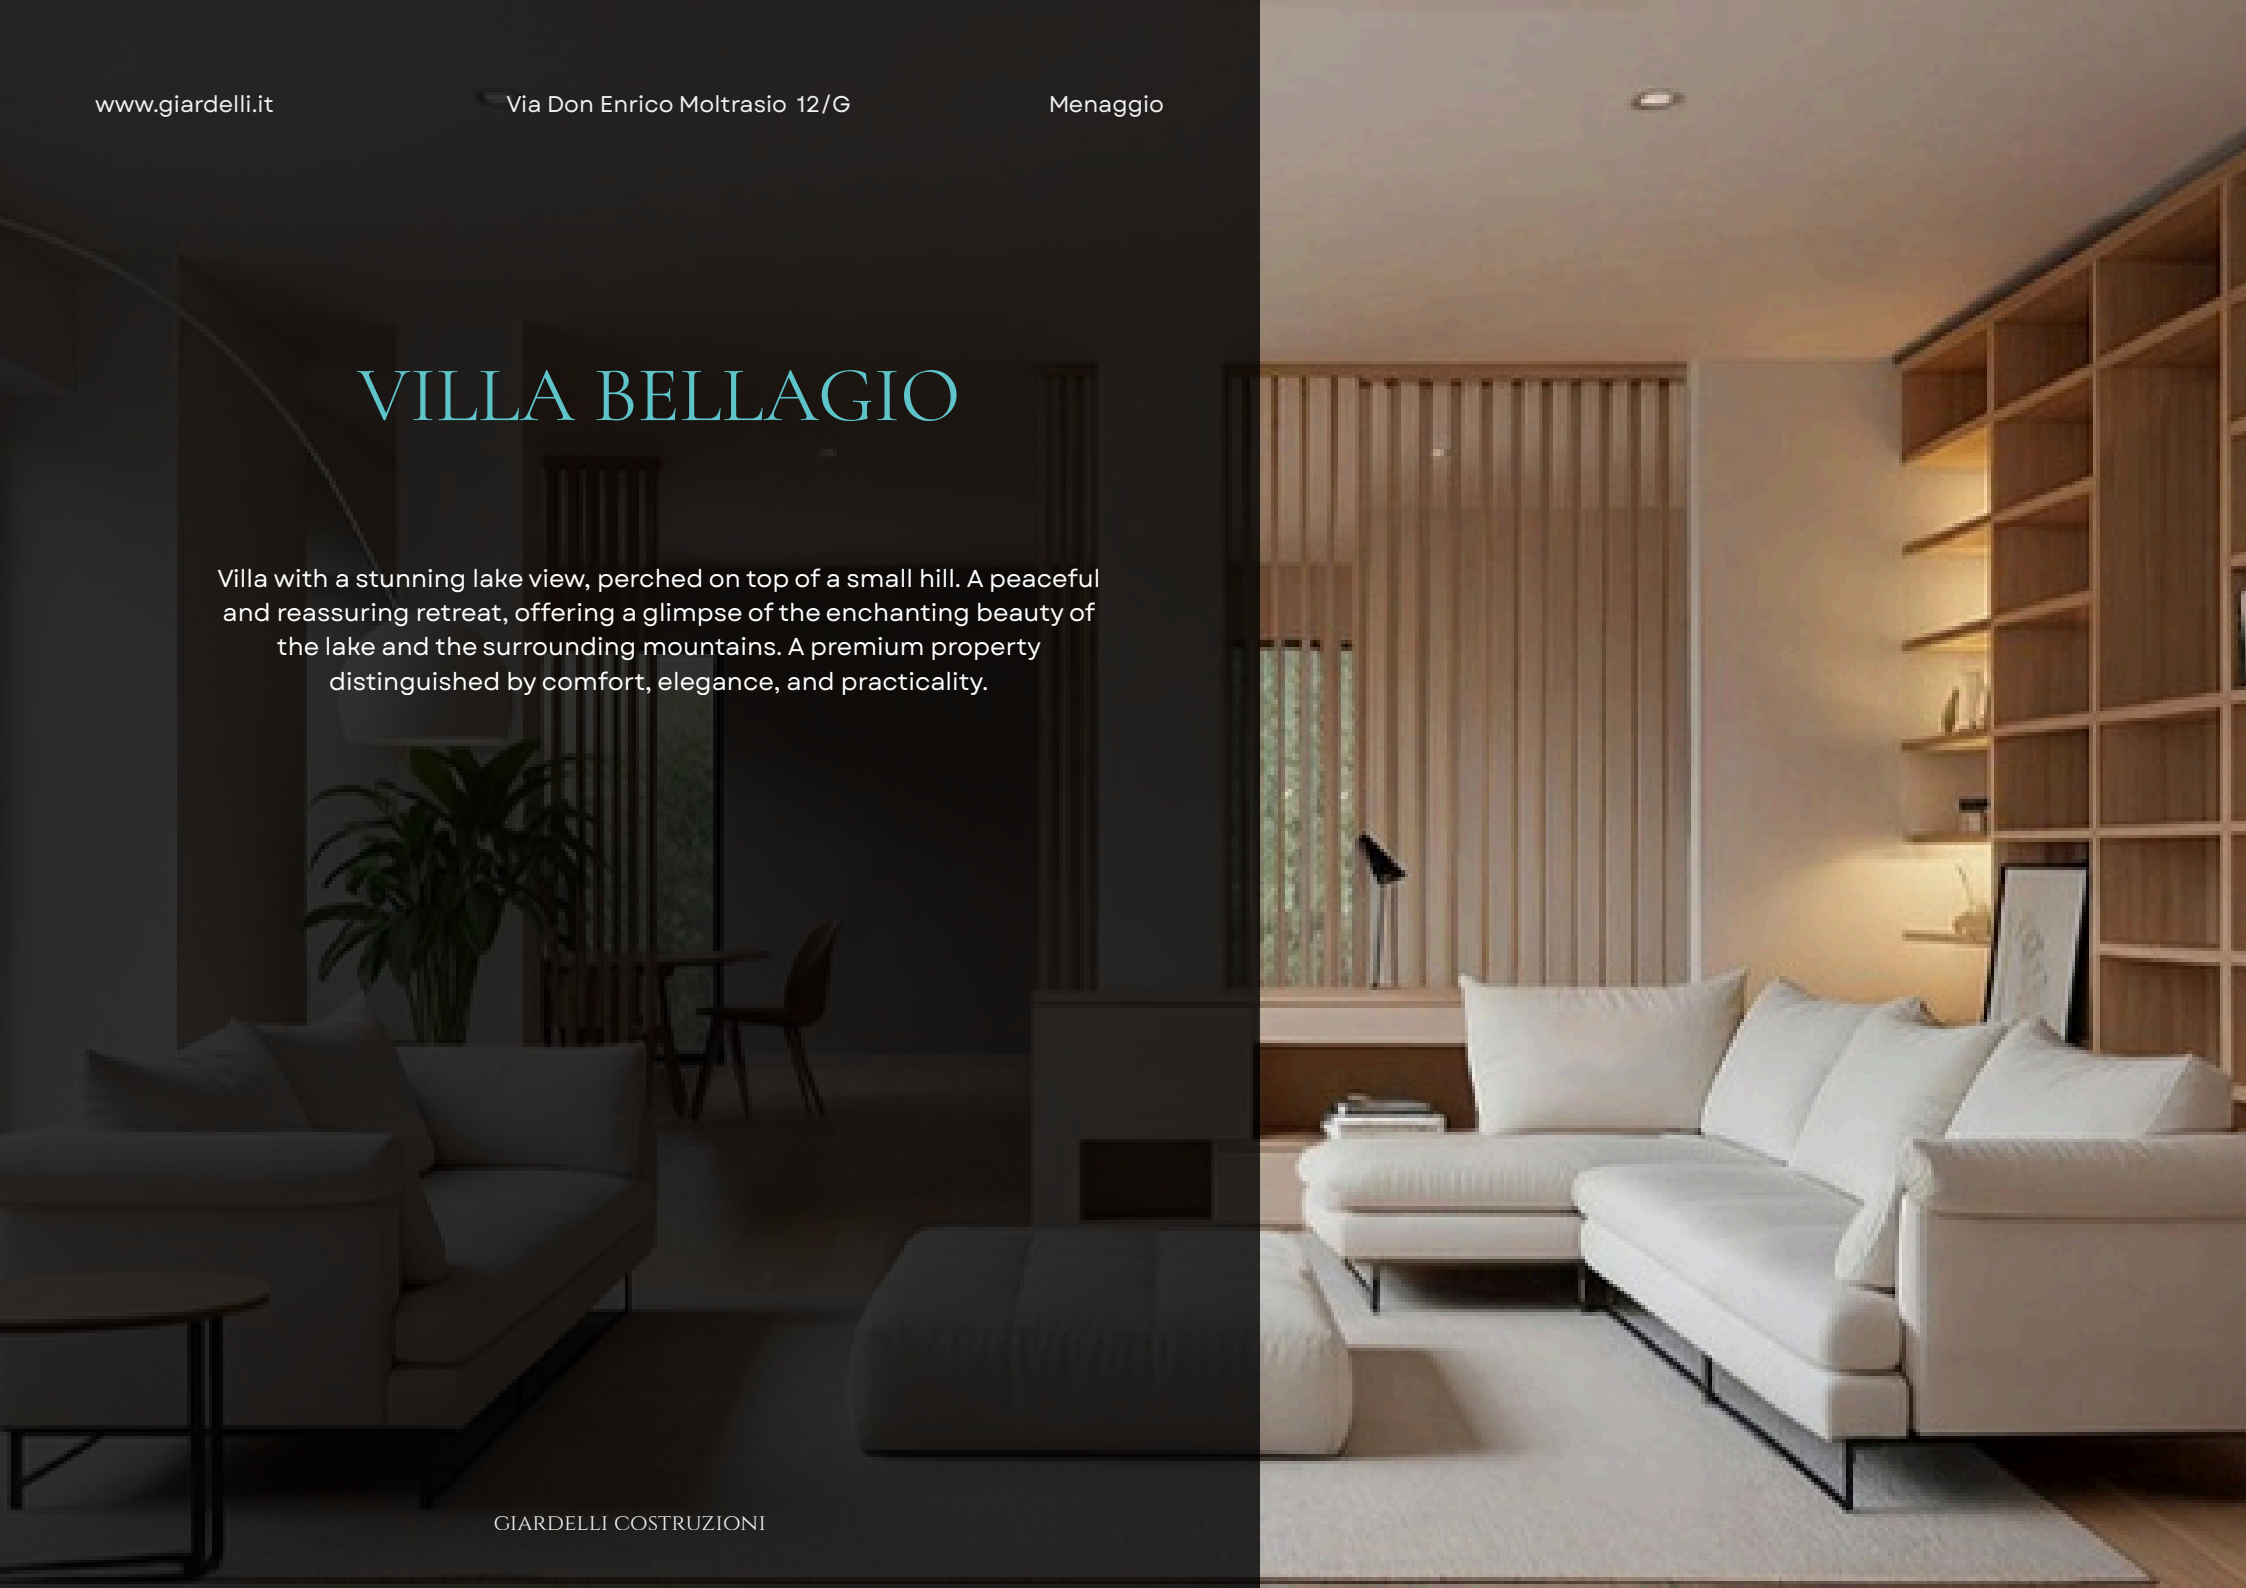 www.giardelli.it
Via Don Enrico Moltrasio 12/G
Menaggio
VILLA BELLAGIO
Villa with a stunning lake view, perched on top of a small hill. A peaceful
and reassuring retreat, offering a glimpse of the enchanting beauty of
the lake and the surrounding mountains. A premium property
distinguished by comfort, elegance, and practicality.
GIARDELLI COSTRUZIONI